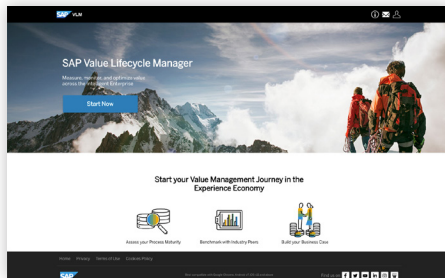 SAP VLM
SAP Value Lifecycle Manager
Measure, monitor, and optimize value
across the Intelligent Enterprise
Start Now
Start your Value Management Journey in the
Experience Economy
Assess your Process Maturity
Benchmark with Industry Peers
Build your Business Case
Home Privacy Terms of Use Cookies Policy
SAP
Find us on